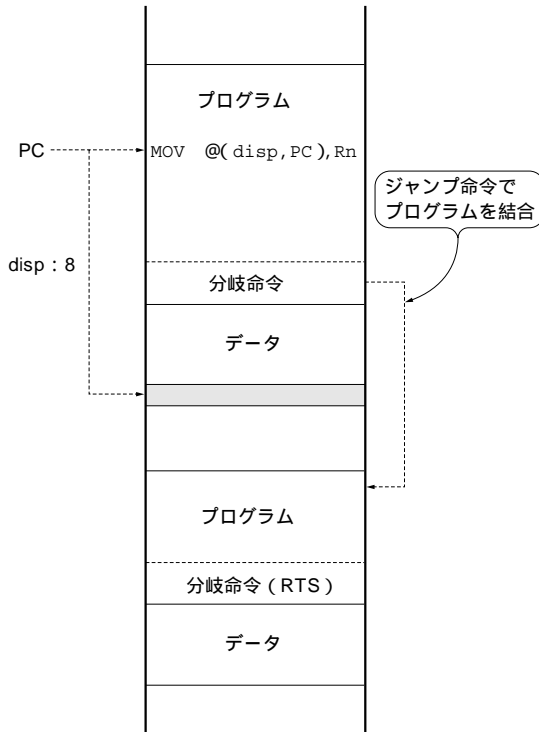 プログラム
PC
MOV @(disp,PC),Rn
ジャンプ命令で
プログラムを結合
disp:8
分岐命令
データ
プログラム
分岐命令(RTS)
データ